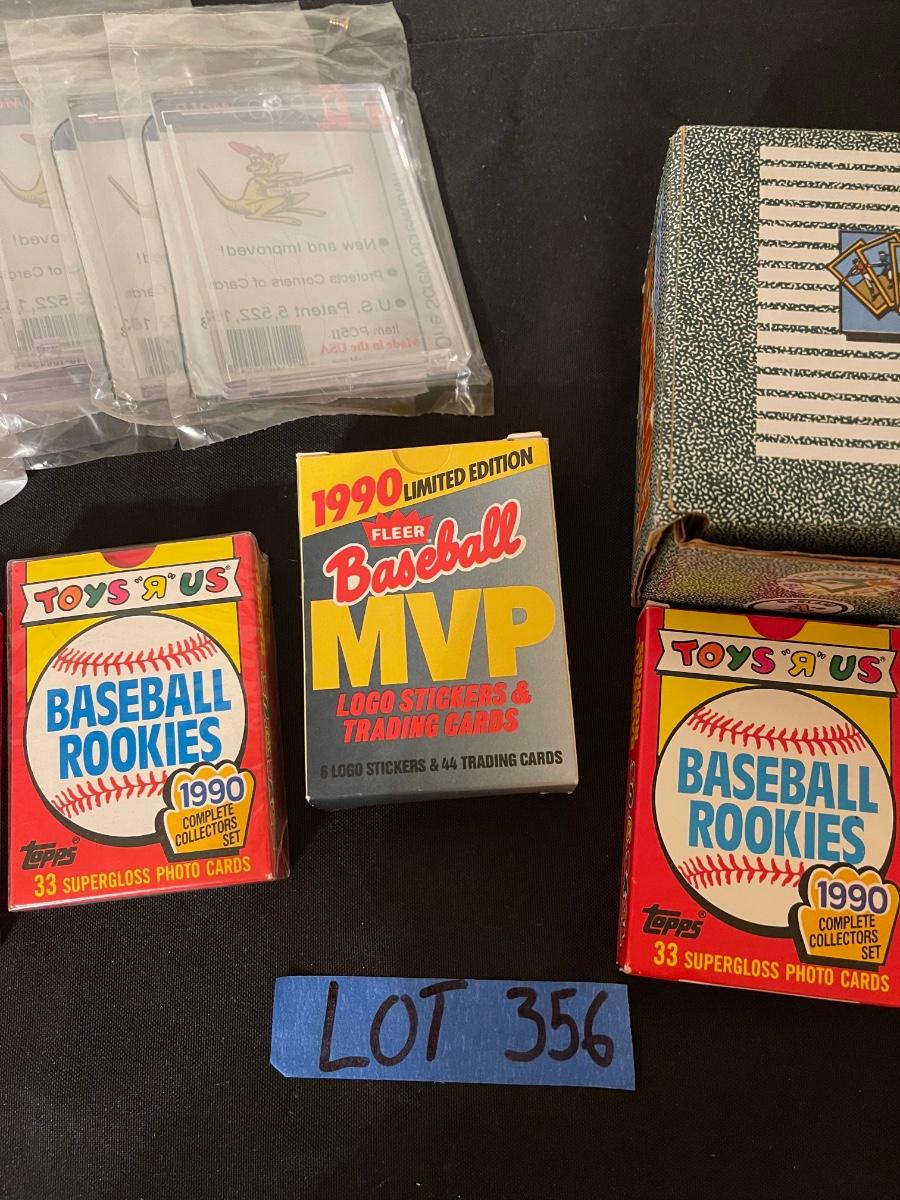 New and Improved!
Protects Corners of Cards
U.S. Patent 5,522,
Made in the USA
1990 LIMITED EDITION
FLEER
Baseball
MVP
LOGO STICKERS &
TRADING CARDS
6 LOGO STICKERS & 44 TRADING CARDS
TOYS "R" US
BASEBALL
ROOKIES
1990
COMPLETE
COLLECTORS
SET
TOPPS
33 SUPERGLOSS PHOTO CARDS
TOYS "R" US
BASEBALL
ROOKIES
1990
COMPLETE
COLLECTORS
SET
TOPPS
33 SUPERGLOSS PHOTO CARDS
LOT 356